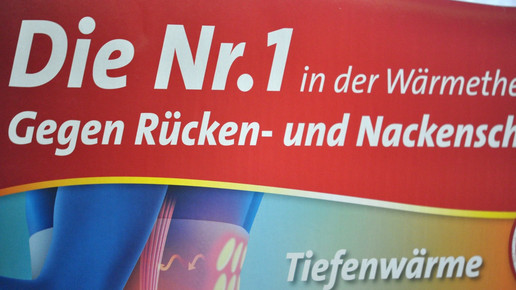 Die Nr.1 in der Wärmethe
Gegen Rücken- und Nackensch
Tiefenwärme